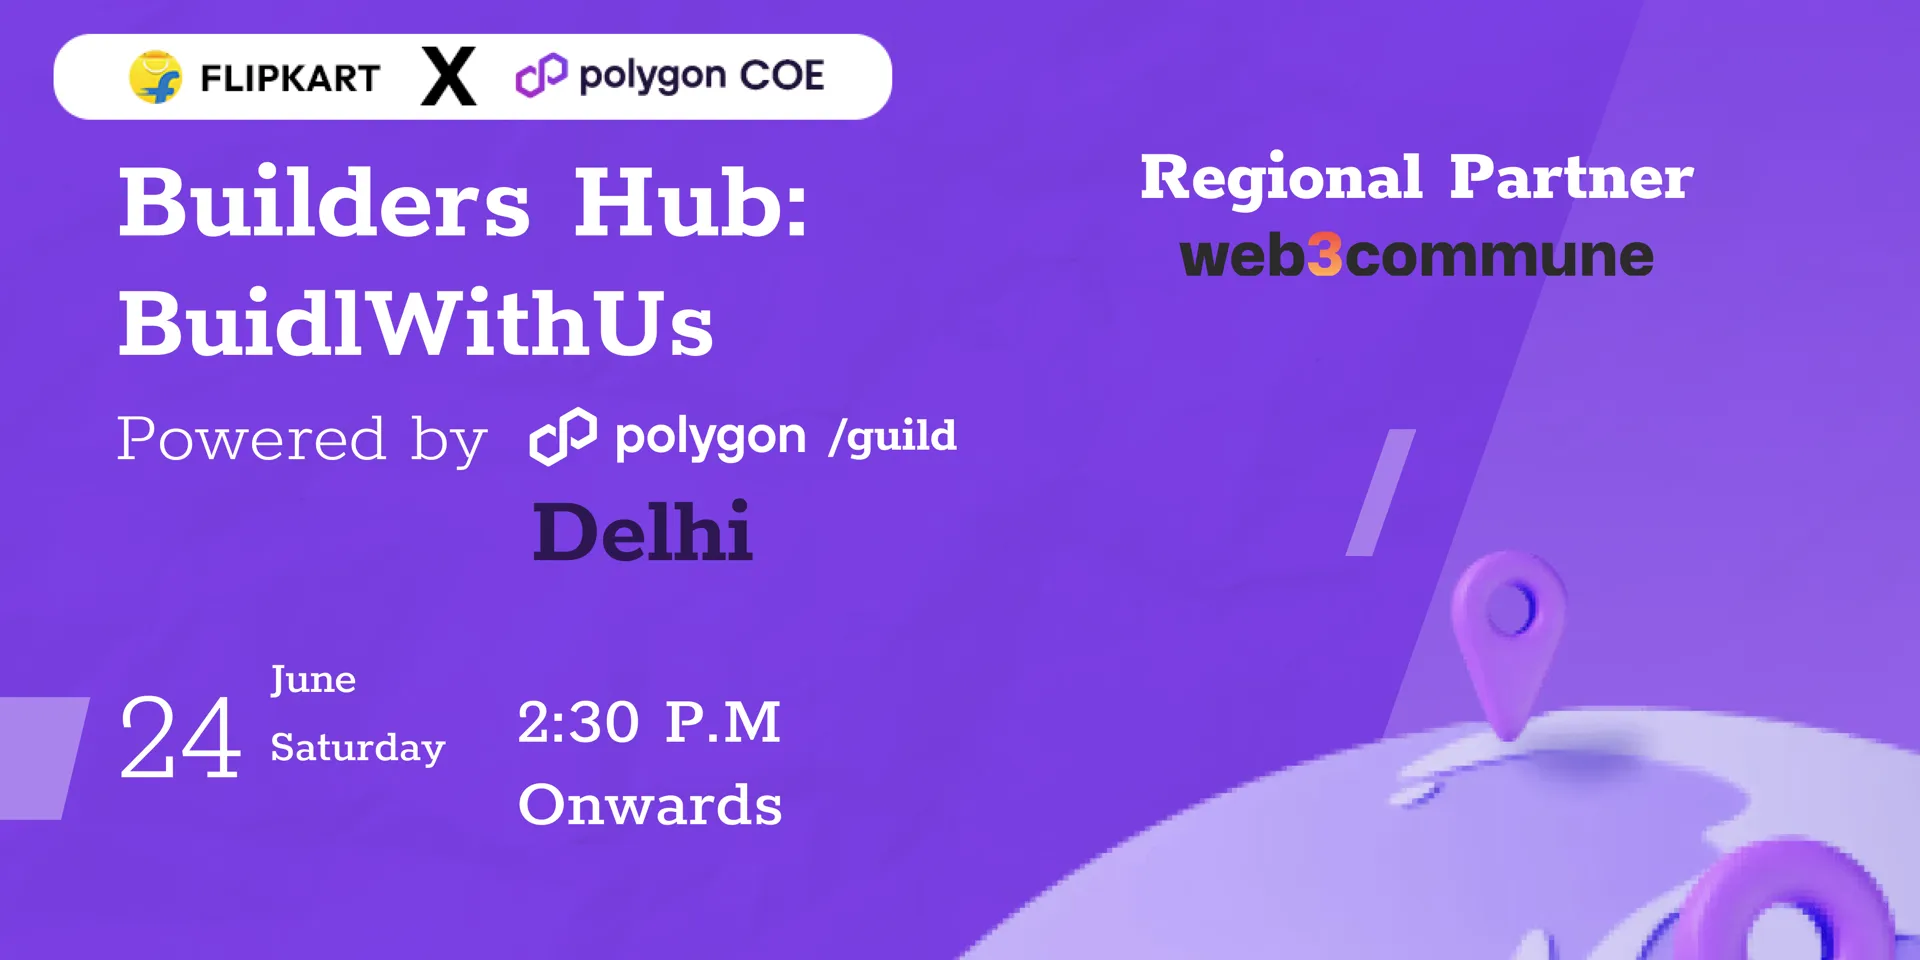 FLIPKART X polygon COE
Builders Hub:
BuidlWithUs
Powered by polygon /guild
Delhi
Regional Partner
web3commune
24 June
Saturday
2:30 P.M
Onwards